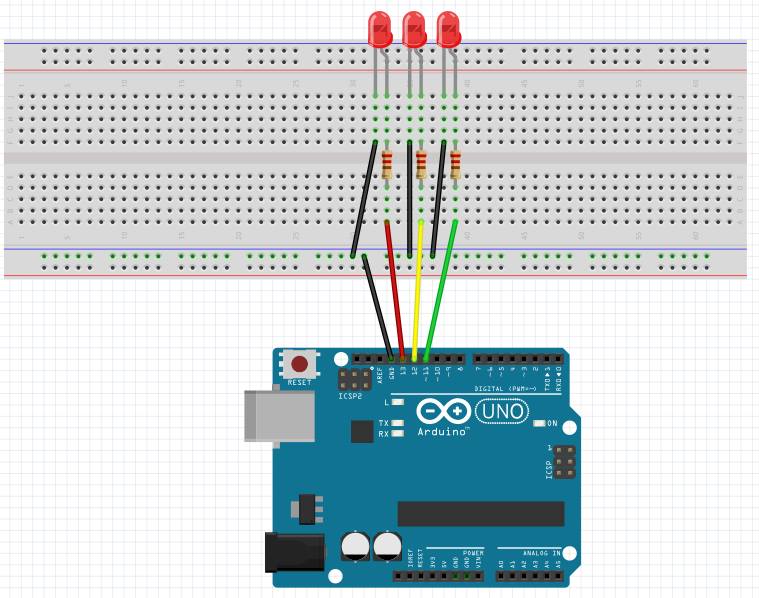 RESET
ICSP2
AREF
GND
13
12
~11
~10
~9
8
7
~6
~5
4
~3
2
TXD▶1
RXD◀0
DIGITAL (PWM=~)
L
TX
RX
UNO
Arduino™
ON
1
ICSP
IOREF
RESET
3V3
5V
GND
GND
VIN
POWER
ANALOG IN
A0
A1
A2
A3
A4
A5